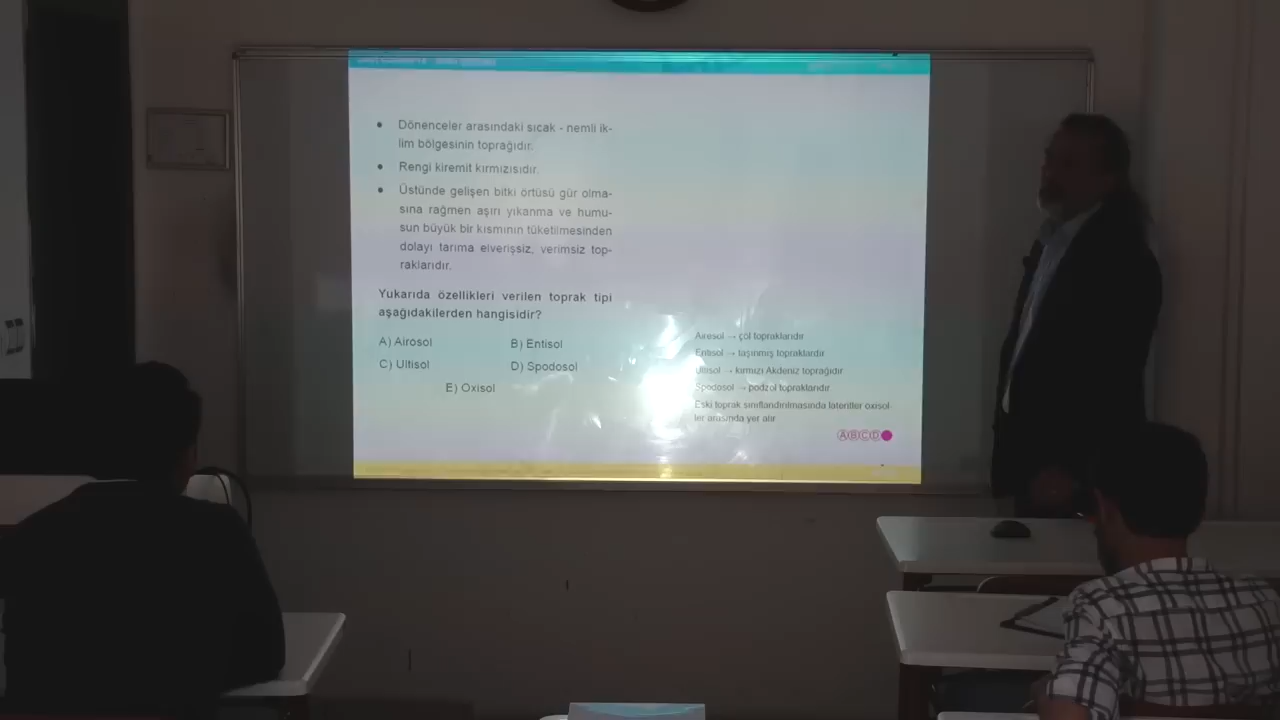 • Dönenceler arasındaki sıcak - nemli ik-
lim bölgesinin toprağıdır.
• Rengi kiremit kırmızısıdır.
• Üstünde gelişen bitki örtüsü gür olma-
sına rağmen aşırı yıkanma ve humu-
sun büyük bir kısmının tüketilmesinden
dolayı tarıma elverişsiz, verimsiz top-
raklarıdır.
Yukarıda özellikleri verilen toprak tipi
aşağıdakilerden hangisidir?
A) Airosol B) Entisol
C) Ultisol D) Spodosol
E) Oxisol
Airesol → çöl topraklarıdır
Entisol → taşınmış topraklardır
Ultisol → kırmızı Akdeniz toprağıdır
Spodosol → podzol topraklarıdır
Eski toprak sınıflandırılmasında lateritler oxisol-
ler arasında yer alır
A B C D